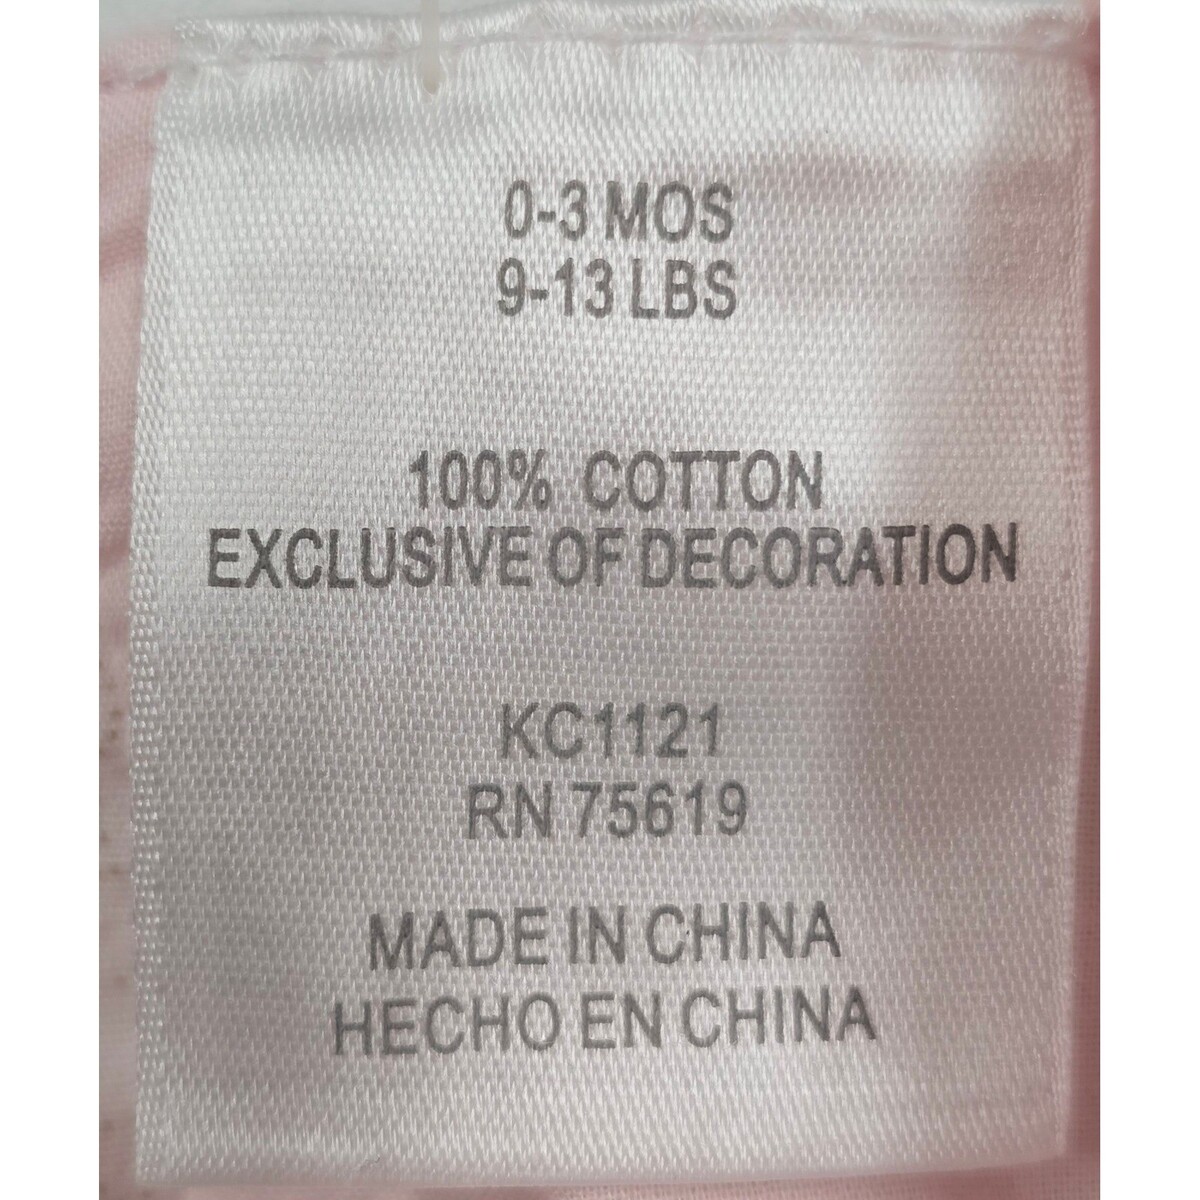 0-3 MOS
9-13 LBS
100% COTTON
EXCLUSIVE OF DECORATION
KC1121
RN 75619
MADE IN CHINA
HECHO EN CHINA